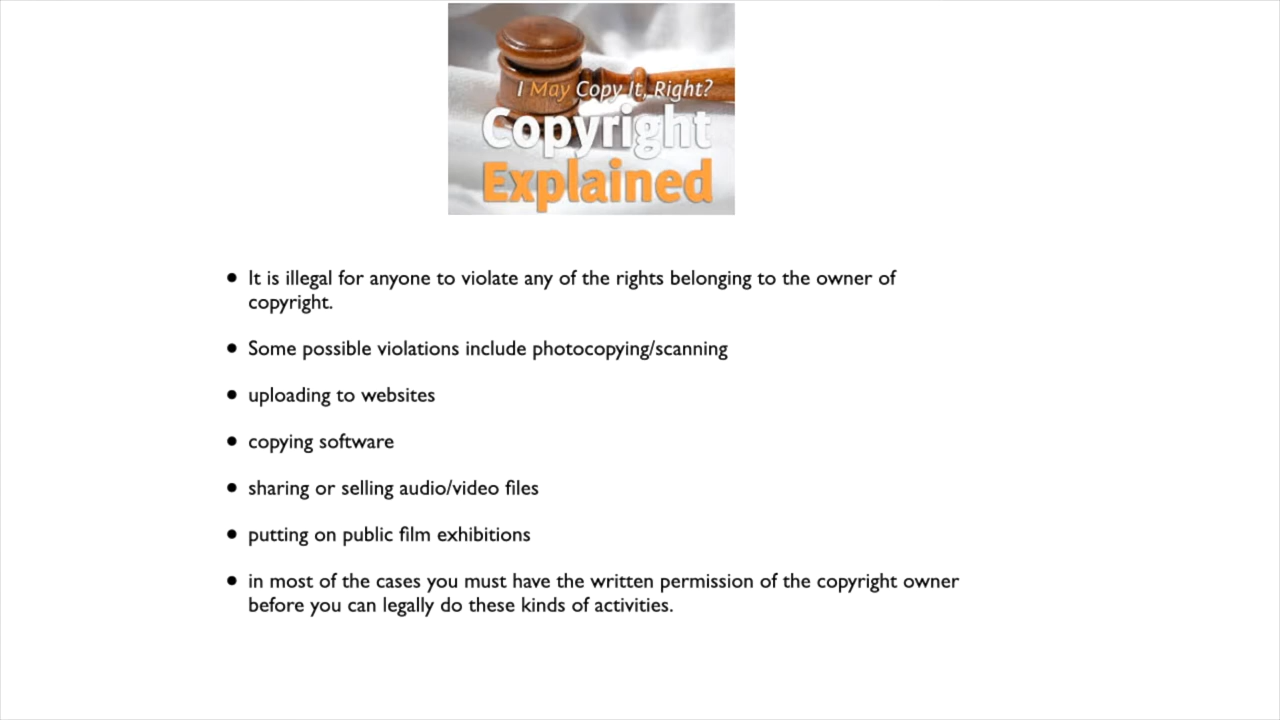 I May Copy It, Right?
Copyright
Explained
• It is illegal for anyone to violate any of the rights belonging to the owner of
copyright.
• Some possible violations include photocopying/scanning
• uploading to websites
• copying software
• sharing or selling audio/video files
• putting on public film exhibitions
• in most of the cases you must have the written permission of the copyright owner
before you can legally do these kinds of activities.